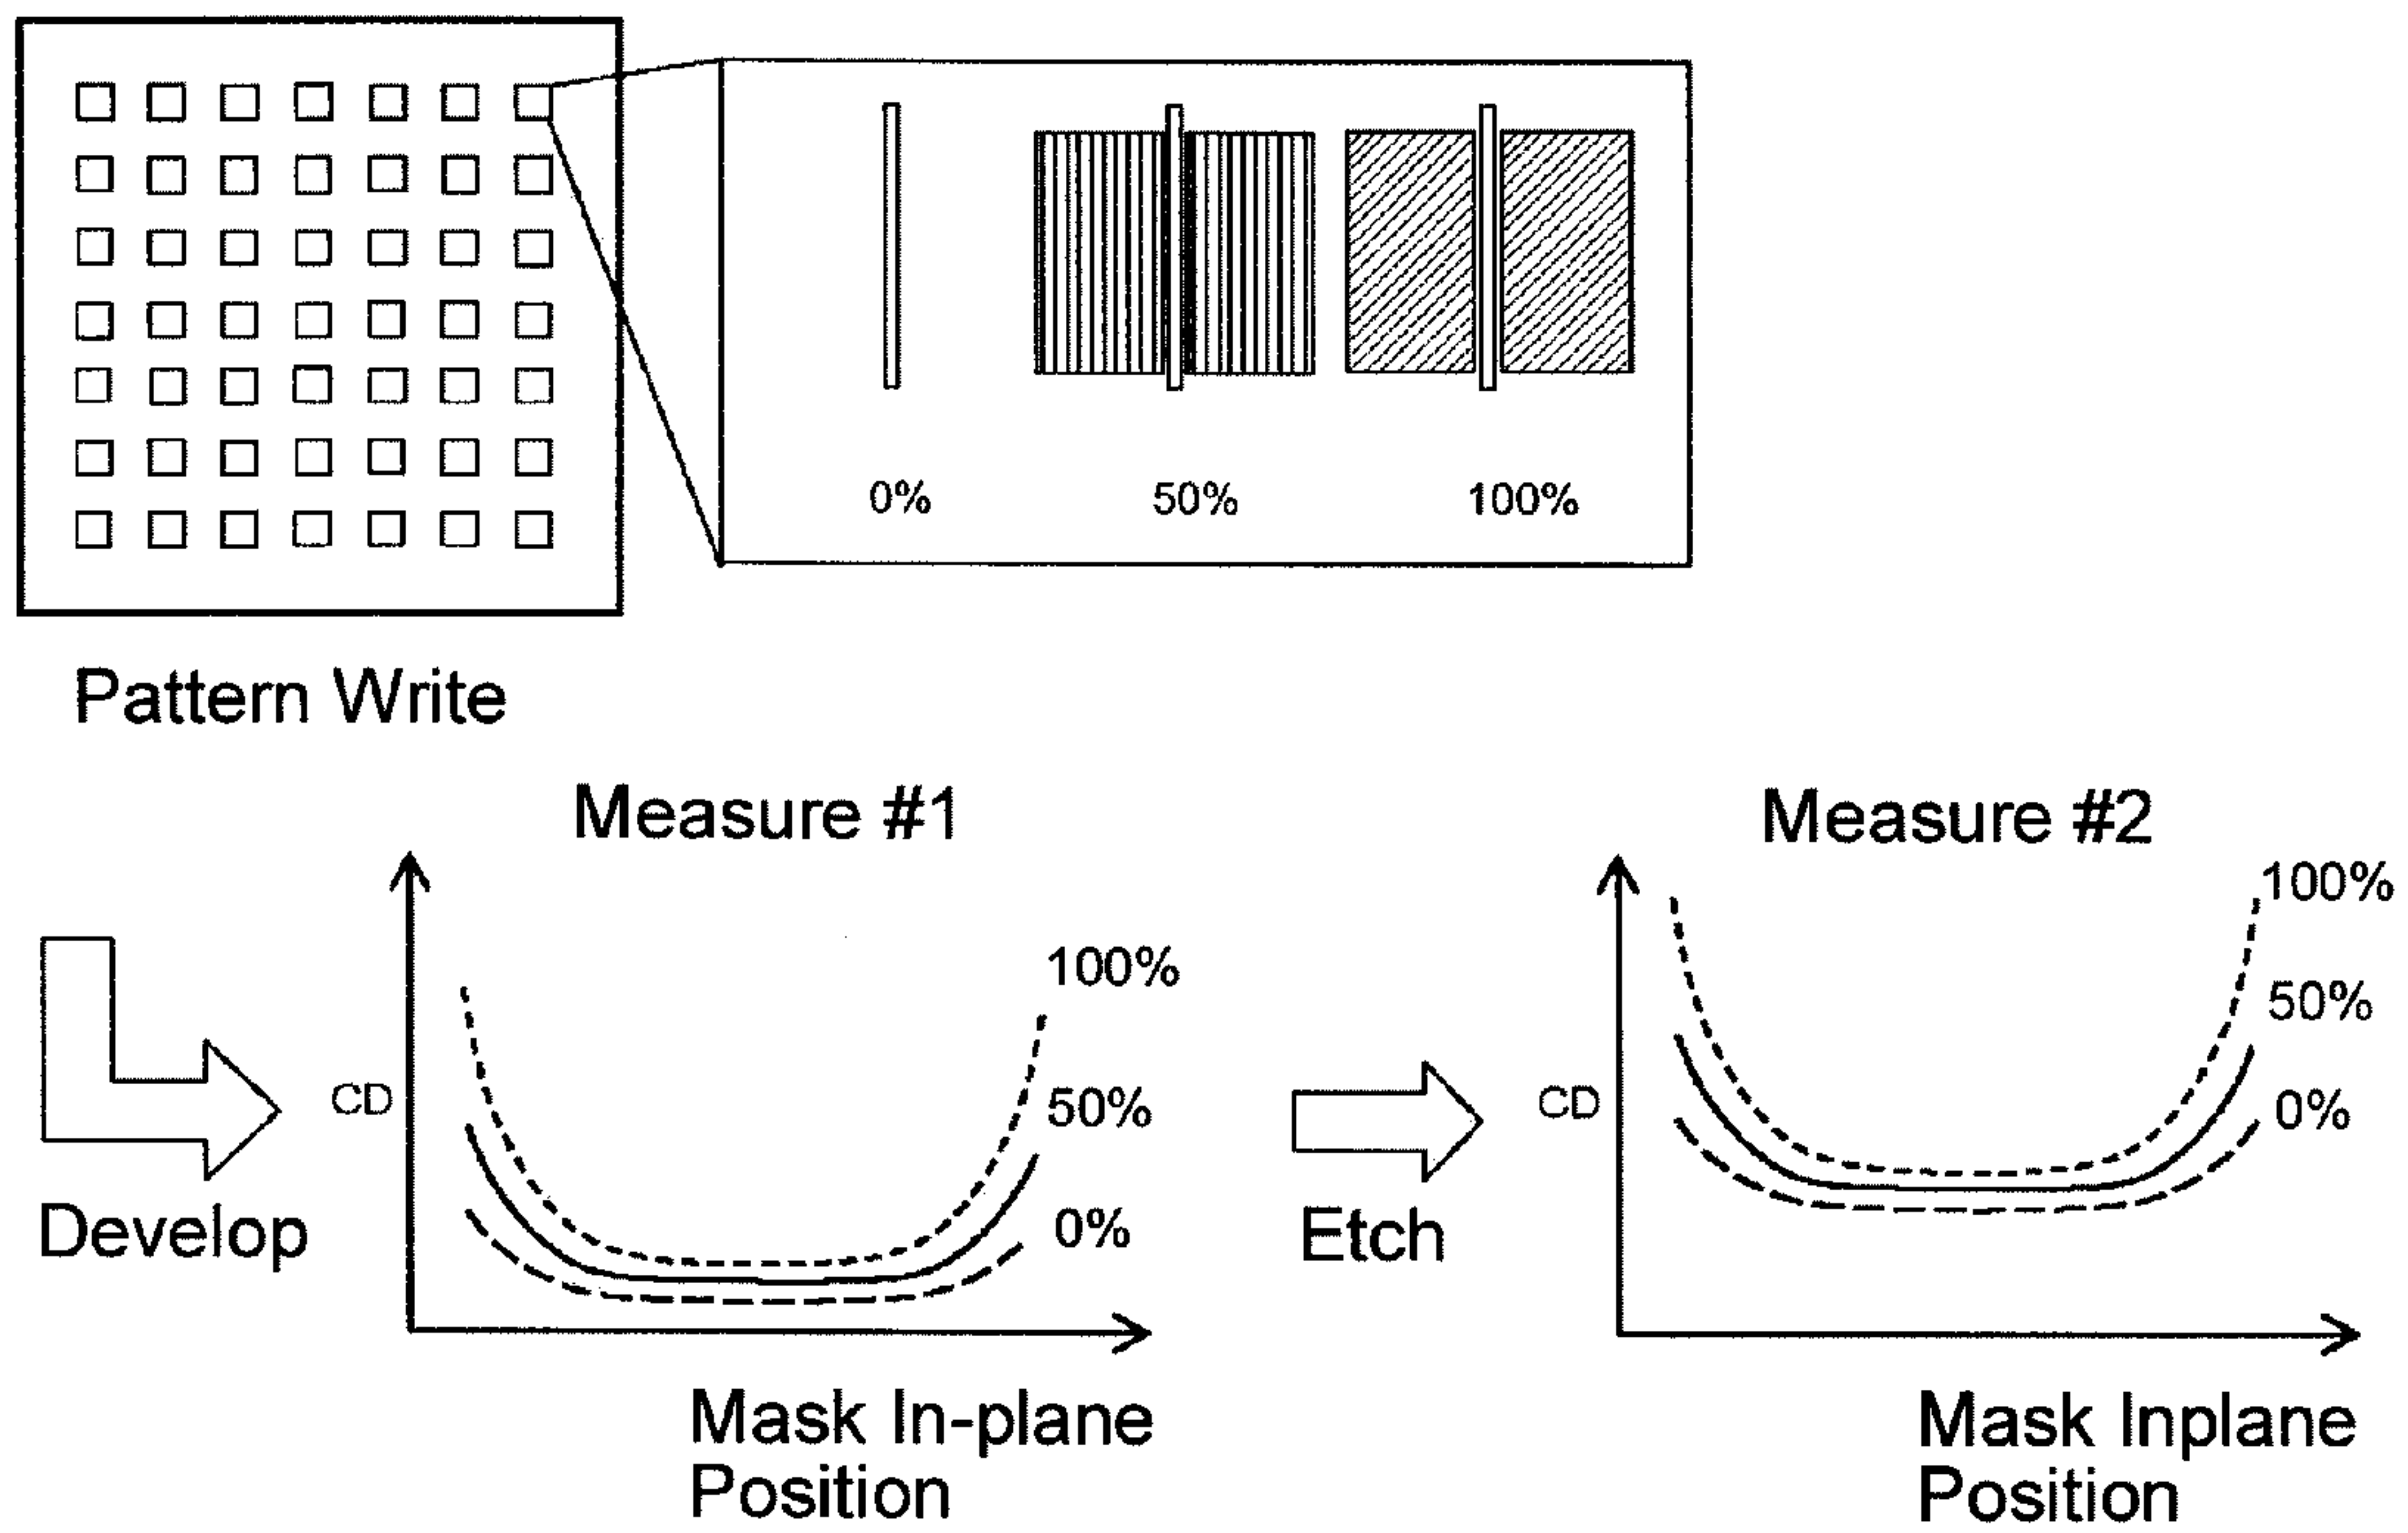 0% 50% 100%
Pattern Write
Measure #1
Measure #2
100%
50%
0%
CD
100%
50%
0%
CD
Develop
Etch
Mask In-plane
Position
Mask Inplane
Position